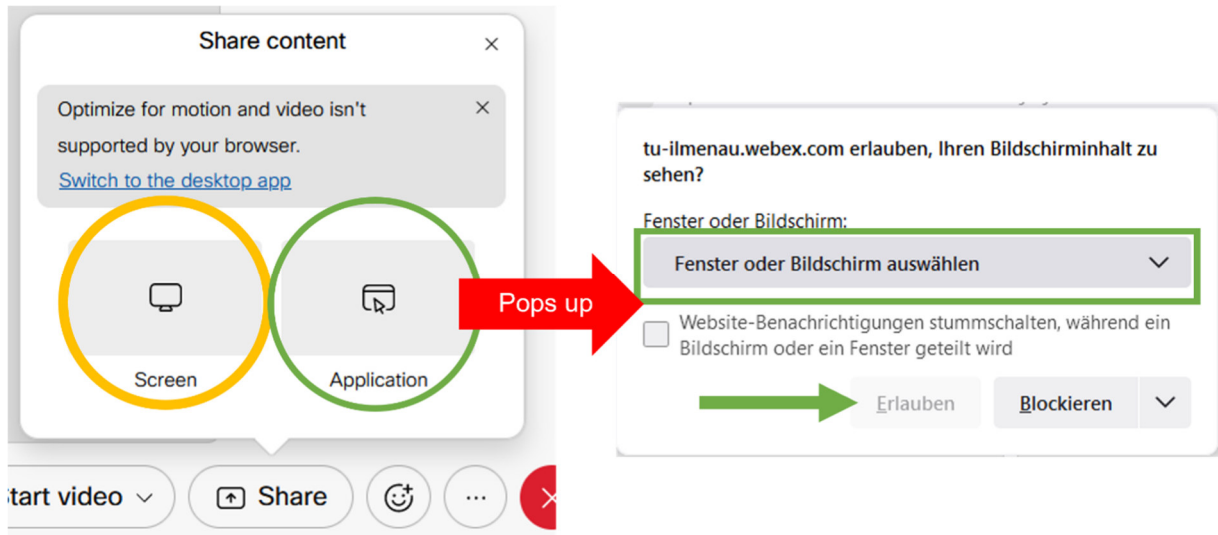 Share content
Optimize for motion and video isn't
supported by your browser.
Switch to the desktop app
Screen
Application
tart video
Share
Pops up
tu-ilmenau.webex.com erlauben, Ihren Bildschirminhalt zu
sehen?
Fenster oder Bildschirm:
Fenster oder Bildschirm auswählen
Website-Benachrichtigungen stummschalten, während ein
Bildschirm oder ein Fenster geteilt wird
Erlauben
Blockieren